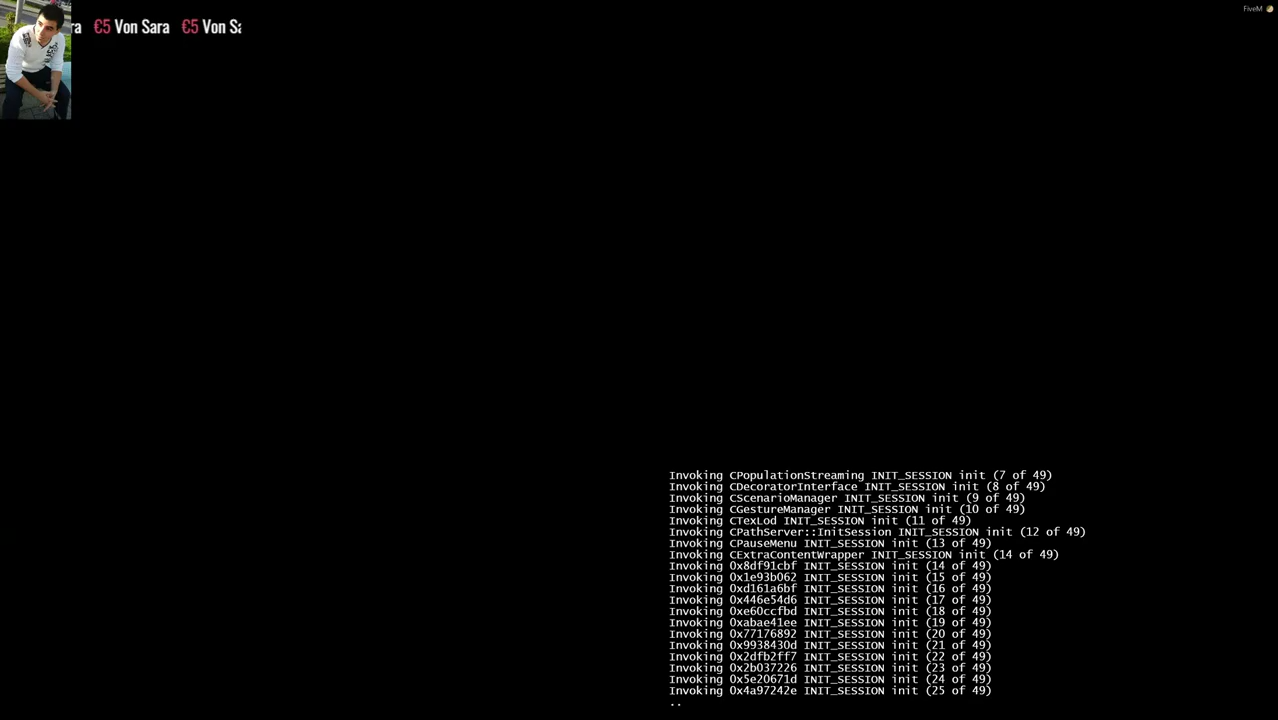 FiveM
ra €5 Von Sara €5 Von Sa
Invoking CPopulationStreaming INIT_SESSION init (7 of 49)
Invoking CDecoratorInterface INIT_SESSION init (8 of 49)
Invoking CScenarioManager INIT_SESSION init (9 of 49)
Invoking CGestureManager INIT_SESSION init (10 of 49)
Invoking CTexLod INIT_SESSION init (11 of 49)
Invoking CPathServer::InitSession INIT_SESSION init (12 of 49)
Invoking CPauseMenu INIT_SESSION init (13 of 49)
Invoking CExtraContentWrapper INIT_SESSION init (14 of 49)
Invoking 0x8df91cbf INIT_SESSION init (14 of 49)
Invoking 0x1e93b062 INIT_SESSION init (15 of 49)
Invoking 0xd161a6bf INIT_SESSION init (16 of 49)
Invoking 0x446e54d6 INIT_SESSION init (17 of 49)
Invoking 0xe60ccfbd INIT_SESSION init (18 of 49)
Invoking 0xabae41ee INIT_SESSION init (19 of 49)
Invoking 0x77176892 INIT_SESSION init (20 of 49)
Invoking 0x9938430d INIT_SESSION init (21 of 49)
Invoking 0x2dfb2ff7 INIT_SESSION init (22 of 49)
Invoking 0x2b037226 INIT_SESSION init (23 of 49)
Invoking 0x5e20671d INIT_SESSION init (24 of 49)
Invoking 0x4a97242e INIT_SESSION init (25 of 49)
..